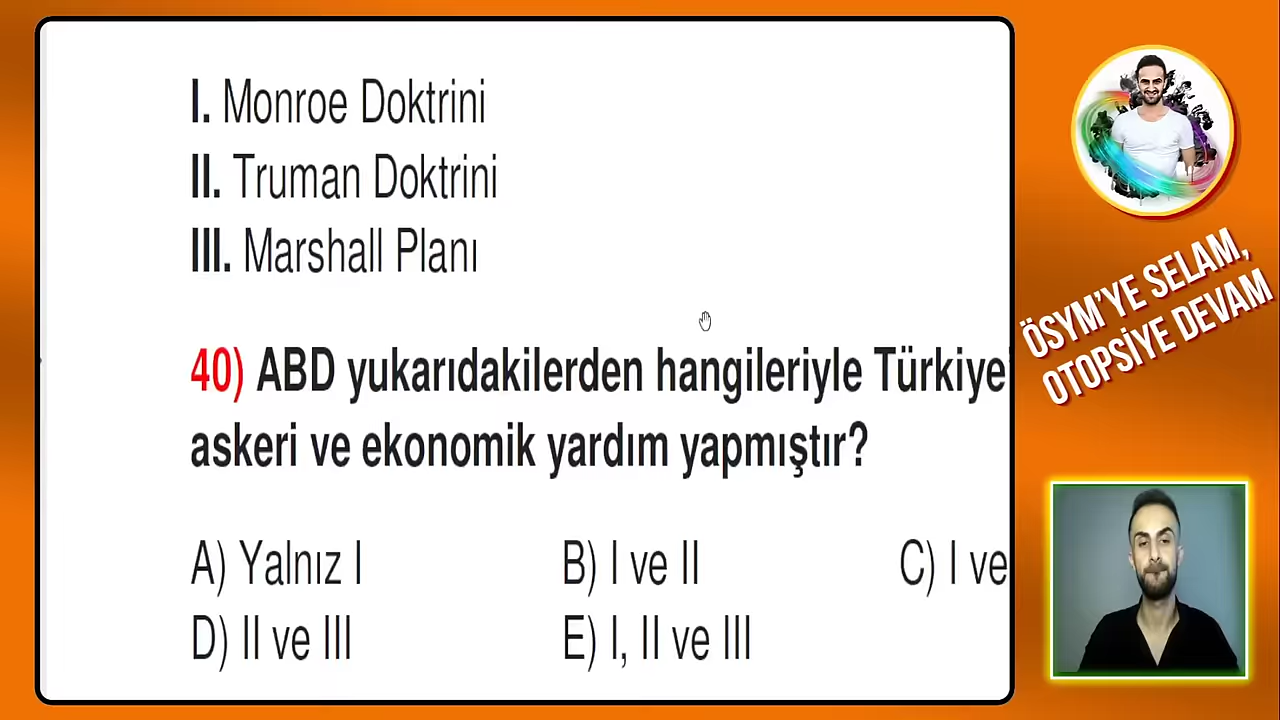 I. Monroe Doktrini
II. Truman Doktrini
III. Marshall Planı
40) ABD yukarıdakilerden hangileriyle Türkiye'
askeri ve ekonomik yardım yapmıştır?
A) Yalnız I B) I ve II C) I ve
D) II ve III E) I, II ve III
ÖSYM'YE SELAM,
OTOPSİYE DEVAM